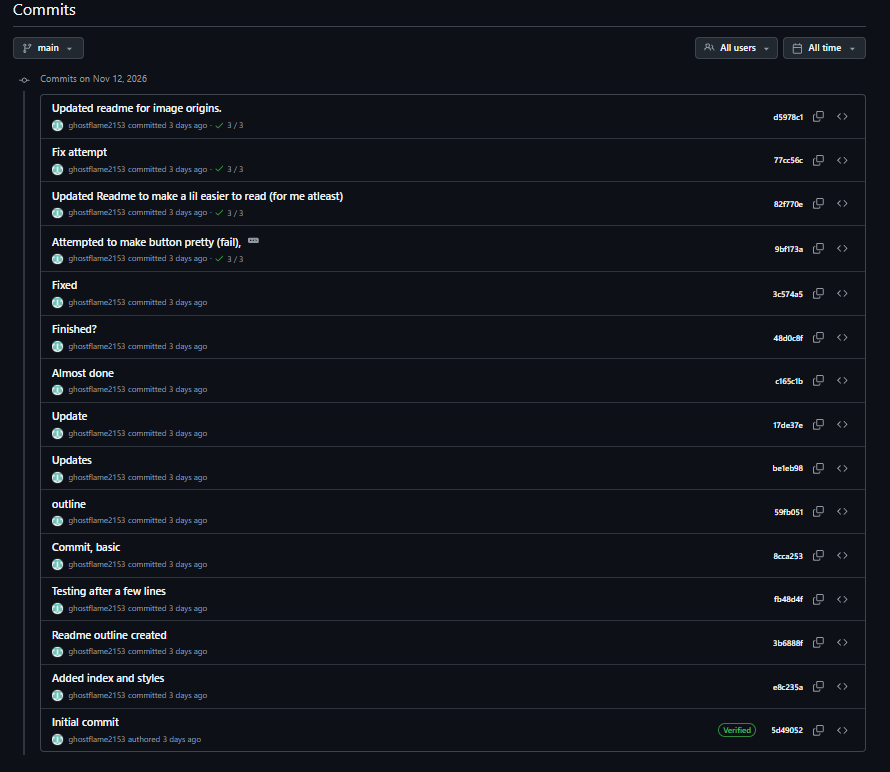 Commits
main
All users
All time
Commits on Nov 12, 2026
Updated readme for image origins.
ghostflame2153 committed 3 days ago · 3 / 3
d5978c1
Fix attempt
ghostflame2153 committed 3 days ago · 3 / 3
77cc56c
Updated Readme to make a lil easier to read (for me atleast)
ghostflame2153 committed 3 days ago · 3 / 3
82f770e
Attempted to make button pretty (fail),
ghostflame2153 committed 3 days ago · 3 / 3
9bf173a
Fixed
ghostflame2153 committed 3 days ago
3c574a5
Finished?
ghostflame2153 committed 3 days ago
48d0c8f
Almost done
ghostflame2153 committed 3 days ago
c165c1b
Update
ghostflame2153 committed 3 days ago
17de37e
Updates
ghostflame2153 committed 3 days ago
be1eb98
outline
ghostflame2153 committed 3 days ago
59fb051
Commit, basic
ghostflame2153 committed 3 days ago
8cca253
Testing after a few lines
ghostflame2153 committed 3 days ago
fb48d4f
Readme outline created
ghostflame2153 committed 3 days ago
3b6888f
Added index and styles
ghostflame2153 committed 3 days ago
e8c235a
Initial commit
ghostflame2153 authored 3 days ago
Verified
5d49052